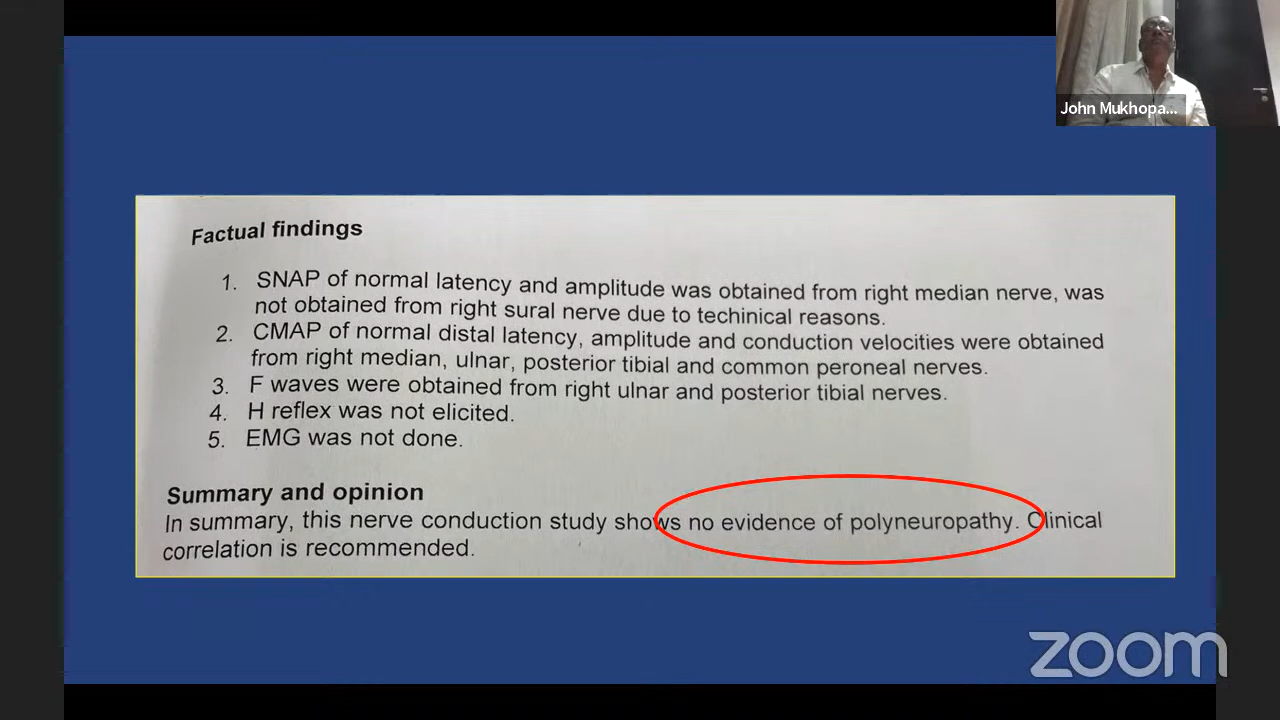 John Mukhopa...
Factual findings
1. SNAP of normal latency and amplitude was obtained from right median nerve, was
not obtained from right sural nerve due to techinical reasons.
2. CMAP of normal distal latency, amplitude and conduction velocities were obtained
from right median, ulnar, posterior tibial and common peroneal nerves.
3. F waves were obtained from right ulnar and posterior tibial nerves.
4. H reflex was not elicited.
5. EMG was not done.
Summary and opinion
In summary, this nerve conduction study shows no evidence of polyneuropathy. Clinical
correlation is recommended.
zoom